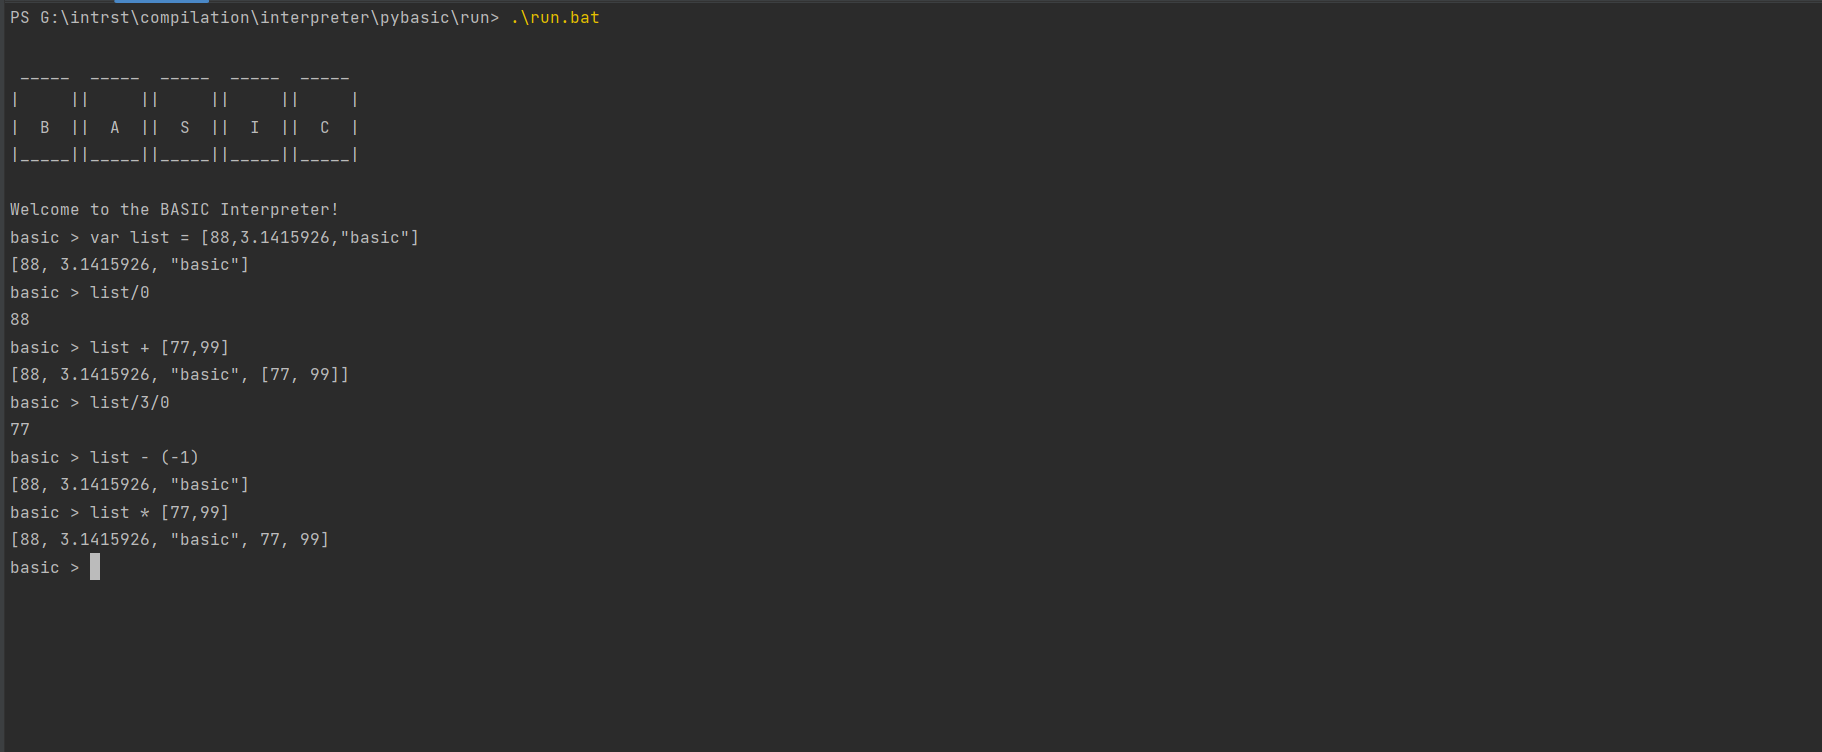 PS G:\intrst\compilation\interpreter\pybasic\run> .\run.bat
 _____  _____  _____  _____  _____
|     ||     ||     ||     ||     |
|  B  ||  A  ||  S  ||  I  ||  C  |
|_____||_____||_____||_____||_____|
Welcome to the BASIC Interpreter!
basic > var list = [88,3.1415926,"basic"]
[88, 3.1415926, "basic"]
basic > list/0
88
basic > list + [77,99]
[88, 3.1415926, "basic", [77, 99]]
basic > list/3/0
77
basic > list - (-1)
[88, 3.1415926, "basic"]
basic > list * [77,99]
[88, 3.1415926, "basic", 77, 99]
basic >